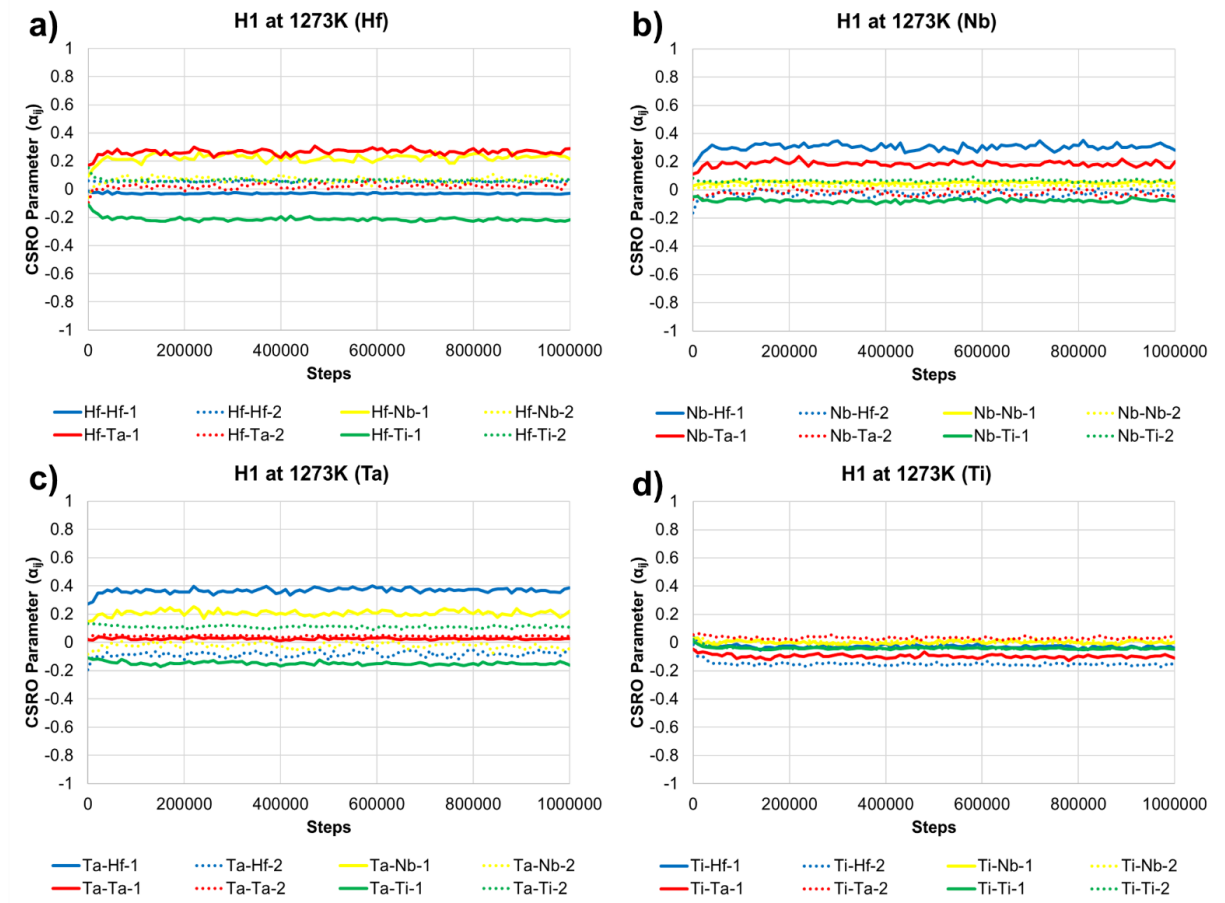 a)
H1 at 1273K (Hf)
1
0.8
0.6
0.4
0.2
0
-0.2
-0.4
-0.6
-0.8
-1
CSRO Parameter (αij)
0 200000 400000 600000 800000 1000000
Steps
Hf-Hf-1 Hf-Hf-2 Hf-Nb-1 Hf-Nb-2
Hf-Ta-1 Hf-Ta-2 Hf-Ti-1 Hf-Ti-2
b)
H1 at 1273K (Nb)
1
0.8
0.6
0.4
0.2
0
-0.2
-0.4
-0.6
-0.8
-1
CSRO Parameter (αij)
0 200000 400000 600000 800000 1000000
Steps
Nb-Hf-1 Nb-Hf-2 Nb-Nb-1 Nb-Nb-2
Nb-Ta-1 Nb-Ta-2 Nb-Ti-1 Nb-Ti-2
c)
H1 at 1273K (Ta)
1
0.8
0.6
0.4
0.2
0
-0.2
-0.4
-0.6
-0.8
-1
CSRO Parameter (αij)
0 200000 400000 600000 800000 1000000
Steps
Ta-Hf-1 Ta-Hf-2 Ta-Nb-1 Ta-Nb-2
Ta-Ta-1 Ta-Ta-2 Ta-Ti-1 Ta-Ti-2
d)
H1 at 1273K (Ti)
1
0.8
0.6
0.4
0.2
0
-0.2
-0.4
-0.6
-0.8
-1
CSRO Parameter (αij)
0 200000 400000 600000 800000 1000000
Steps
Ti-Hf-1 Ti-Hf-2 Ti-Nb-1 Ti-Nb-2
Ti-Ta-1 Ti-Ta-2 Ti-Ti-1 Ti-Ti-2